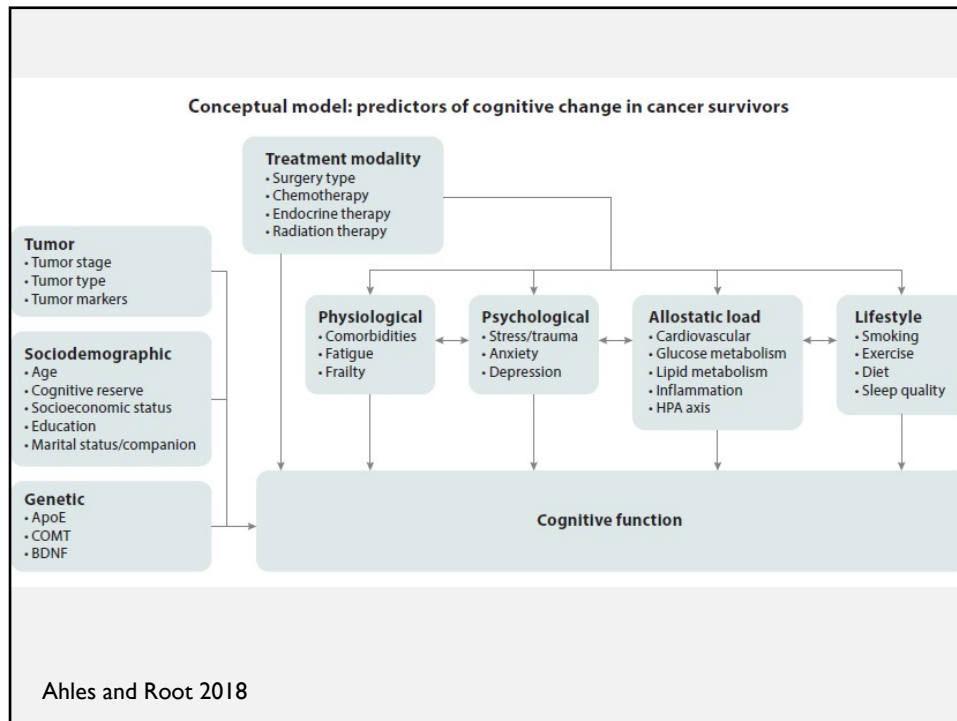 Conceptual model: predictors of cognitive change in cancer survivors
Treatment modality
• Surgery type
• Chemotherapy
• Endocrine therapy
• Radiation therapy
Tumor
• Tumor stage
• Tumor type
• Tumor markers
Sociodemographic
• Age
• Cognitive reserve
• Socioeconomic status
• Education
• Marital status/companion
Genetic
• ApoE
• COMT
• BDNF
Physiological
• Comorbidities
• Fatigue
• Frailty
Psychological
• Stress/trauma
• Anxiety
• Depression
Allostatic load
• Cardiovascular
• Glucose metabolism
• Lipid metabolism
• Inflammation
• HPA axis
Lifestyle
• Smoking
• Exercise
• Diet
• Sleep quality
Cognitive function
Ahles and Root 2018